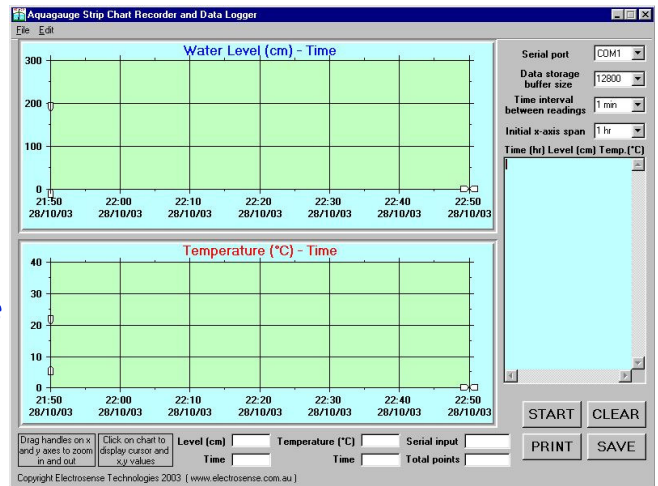 Aquagauge Strip Chart Recorder and Data Logger
File Edit
Water Level (cm) - Time
300
200
100
0
21:50 22:00 22:10 22:20 22:30 22:40 22:50
28/10/03 28/10/03 28/10/03 28/10/03 28/10/03 28/10/03 28/10/03
Temperature (°C) - Time
40
30
20
10
0
21:50 22:00 22:10 22:20 22:30 22:40 22:50
28/10/03 28/10/03 28/10/03 28/10/03 28/10/03 28/10/03 28/10/03
Serial port COM1
Data storage
buffer size 12800
Time interval
between readings 1 min
Initial x-axis span 1 hr
Time (hr) Level (cm) Temp.(°C)
START CLEAR
PRINT SAVE
Drag handles on x
and y axes to zoom
in and out
Click on chart to
display cursor and
x,y values
Level (cm) Temperature (°C) Serial input
Time Time Total points
Copyright Electrosense Technologies 2003 ( www.electrosense.com.au )